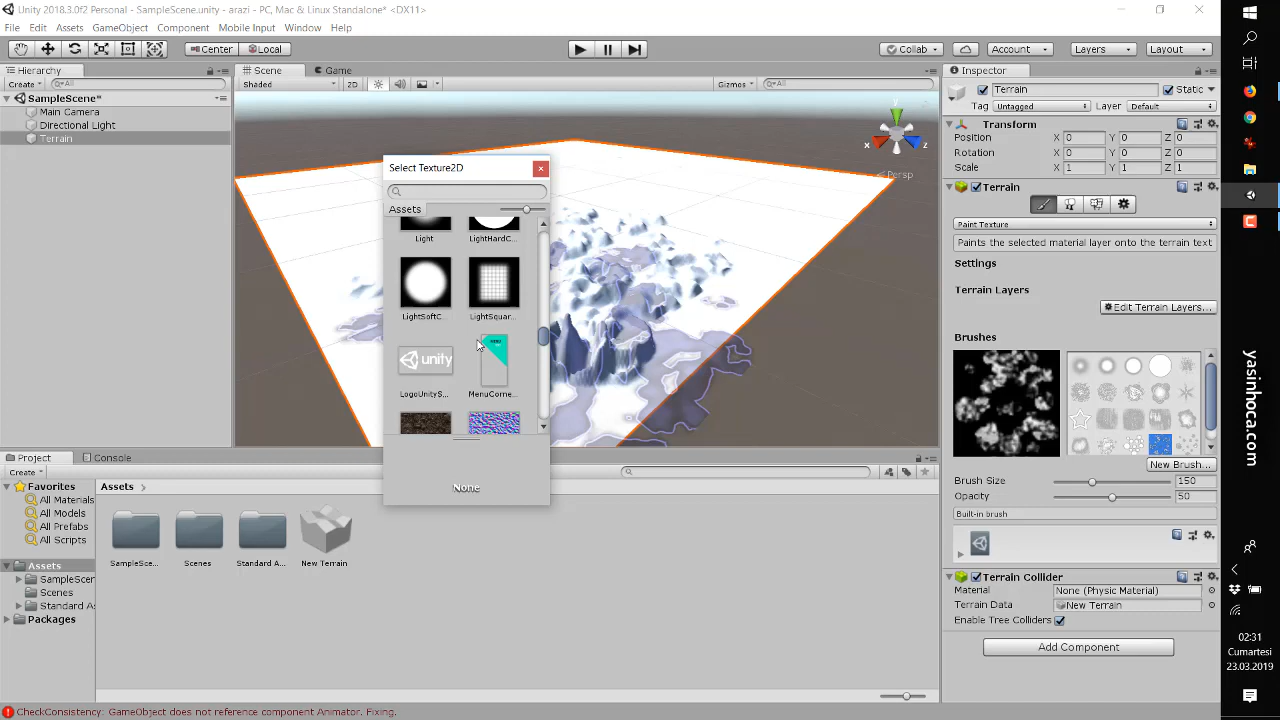 Unity 2018.3.0f2 Personal - SampleScene.unity - arazi - PC, Mac & Linux Standalone* <DX11>
File Edit Assets GameObject Component Mobile Input Window Help
Center Local Collab Account Layers Layout
Hierarchy
Create All
SampleScene*
Main Camera
Directional Light
Terrain
Scene Game
Shaded 2D Gizmos All
y
x z
Persp
Select Texture2D
Assets
Light LightHardC...
LightSoftC... LightSquar...
unity
LogoUnityS... MenuCorne...
None
Inspector
Terrain Static
Tag Untagged Layer Default
Transform
Position X 0 Y 0 Z 0
Rotation X 0 Y 0 Z 0
Scale X 1 Y 1 Z 1
Terrain
Paint Texture
Paints the selected material layer onto the terrain text
Settings
Terrain Layers
Edit Terrain Layers...
Brushes
New Brush...
Brush Size 150
Opacity 50
Built-in brush
Terrain Collider
Material None (Physic Material)
Terrain Data New Terrain
Enable Tree Colliders
Add Component
Project Console
Create
Favorites
All Materials
All Models
All Prefabs
All Scripts
Assets
SampleScen
Scenes
Standard As
Packages
Assets
SampleSce... Scenes Standard A... New Terrain
CheckConsistency: GameObject does not reference component Animator. Fixing.
yasinhoca.com
02:31
Cumartesi
23.03.2019